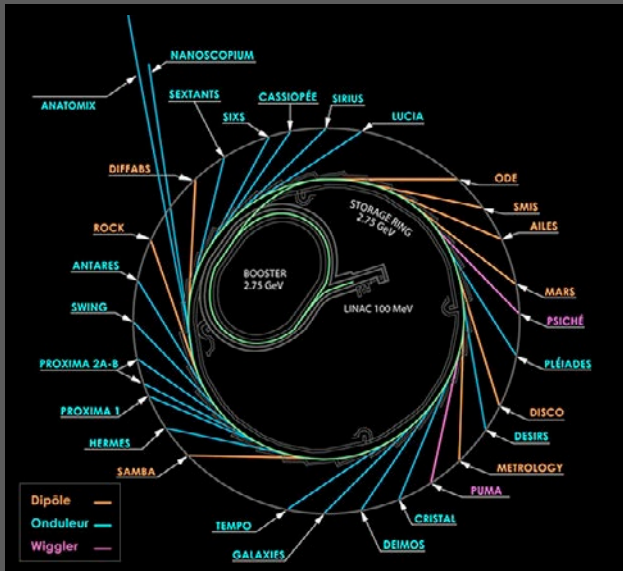 NANOSCOPIUM
ANATOMIX
SEXTANTS
CASSIOPÉE
SIRIUS
SIXS
LUCIA
DIFFABS
ODE
SMIS
AILES
ROCK
STORAGE RING
2.75 GeV
ANTARES
BOOSTER
2.75 GeV
MARS
SWING
LINAC 100 MeV
PSICHÉ
PROXIMA 2A-B
PLÉIADES
PROXIMA 1
DISCO
HERMES
DESIRS
SAMBA
METROLOGY
PUMA
TEMPO
CRISTAL
GALAXIES
DEIMOS
Dipôle
Onduleur
Wiggler